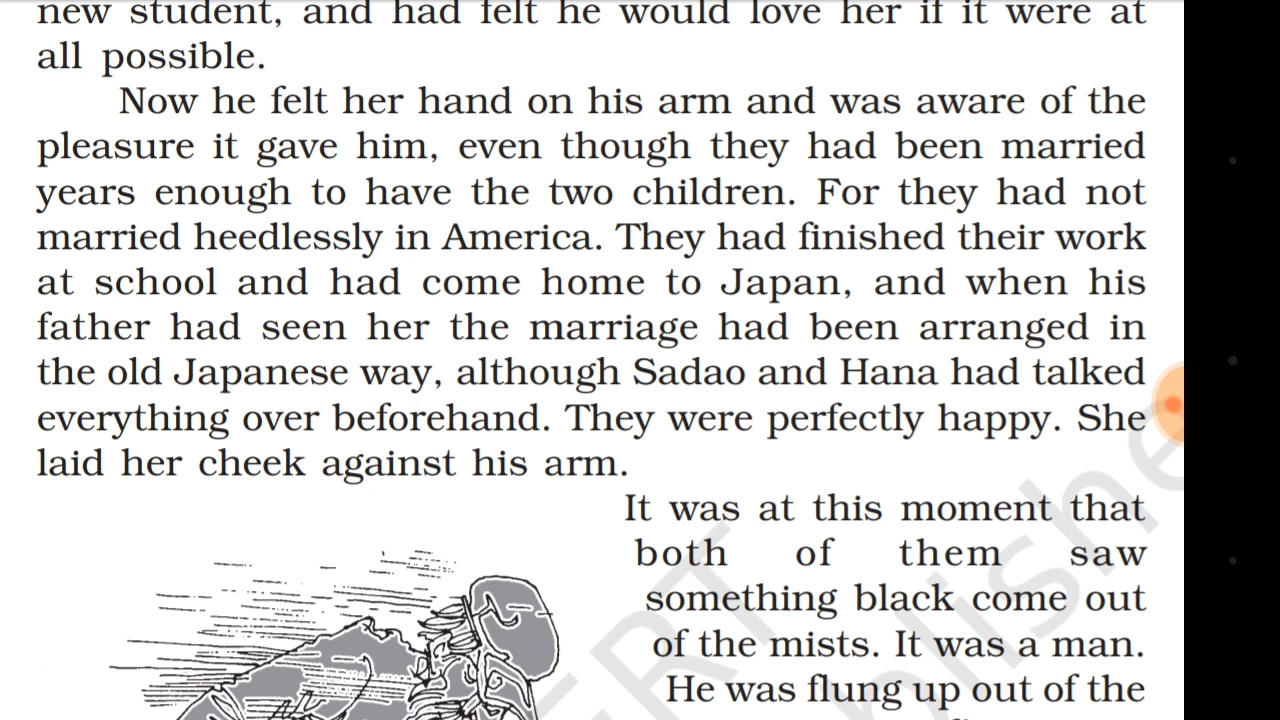 new student, and had felt he would love her if it were at
all possible.
Now he felt her hand on his arm and was aware of the
pleasure it gave him, even though they had been married
years enough to have the two children. For they had not
married heedlessly in America. They had finished their work
at school and had come home to Japan, and when his
father had seen her the marriage had been arranged in
the old Japanese way, although Sadao and Hana had talked
everything over beforehand. They were perfectly happy. She
laid her cheek against his arm.
It was at this moment that
both of them saw
something black come out
of the mists. It was a man.
He was flung up out of the